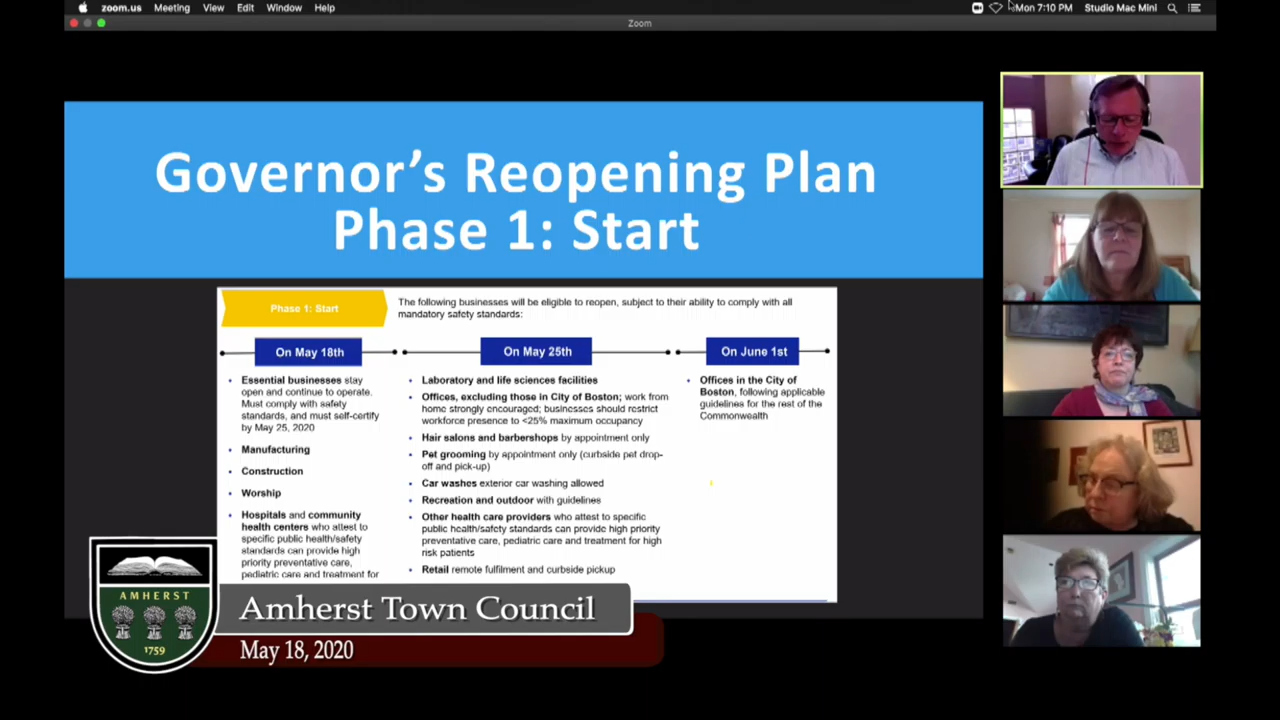 zoom.us Meeting View Edit Window Help
Mon 7:10 PM Studio Mac Mini
Zoom
Governor's Reopening Plan
Phase 1: Start
Phase 1: Start
The following businesses will be eligible to reopen, subject to their ability to comply with all
mandatory safety standards:
On May 18th
• Essential businesses stay
open and continue to operate.
Must comply with safety
standards, and must self-certify
by May 25, 2020
• Manufacturing
• Construction
• Worship
• Hospitals and community
health centers who attest to
specific public health/safety
standards can provide high
priority preventative care,
pediatric care and treatment for
On May 25th
• Laboratory and life sciences facilities
• Offices, excluding those in City of Boston; work from
home strongly encouraged; businesses should restrict
workforce presence to <25% maximum occupancy
• Hair salons and barbershops by appointment only
• Pet grooming by appointment only (curbside pet drop-
off and pick-up)
• Car washes exterior car washing allowed
• Recreation and outdoor with guidelines
• Other health care providers who attest to specific
public health/safety standards can provide high priority
preventative care, pediatric care and treatment for high
risk patients
• Retail remote fulfilment and curbside pickup
On June 1st
• Offices in the City of
Boston, following applicable
guidelines for the rest of the
Commonwealth
AMHERST
1759
Amherst Town Council
May 18, 2020